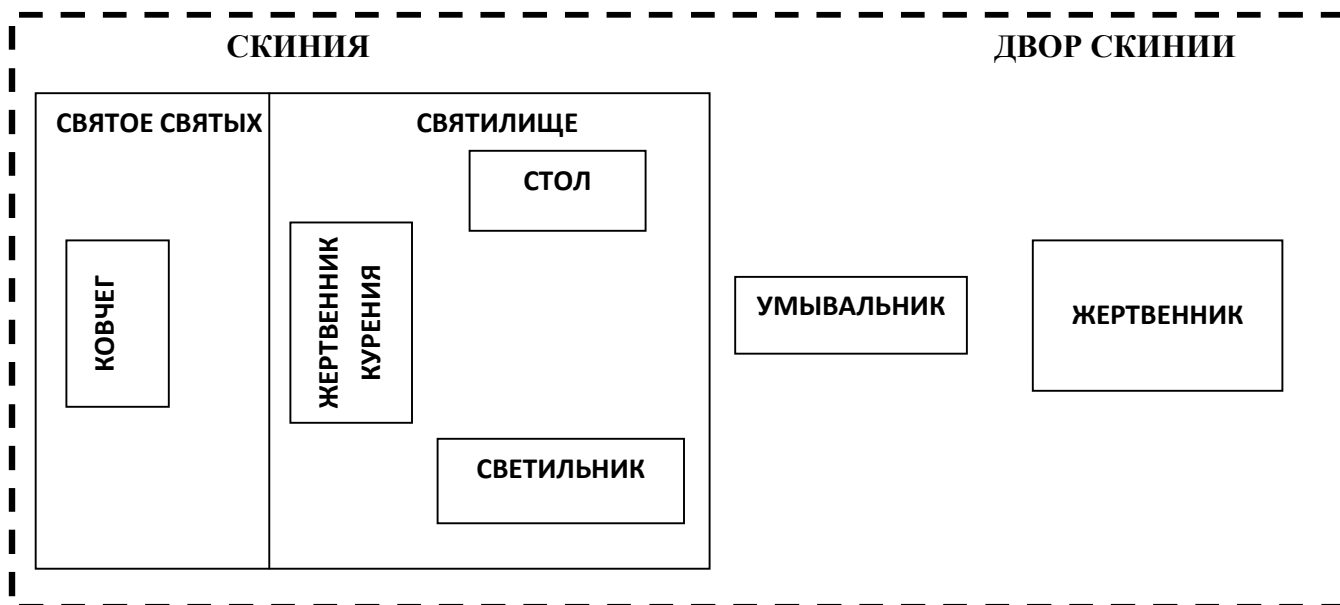 СКИНИЯ
ДВОР СКИНИИ
СВЯТОЕ СВЯТЫХ
СВЯТИЛИЩЕ
СТОЛ
КОВЧЕГ
ЖЕРТВЕННИК
КУРЕНИЯ
УМЫВАЛЬНИК
ЖЕРТВЕННИК
СВЕТИЛЬНИК